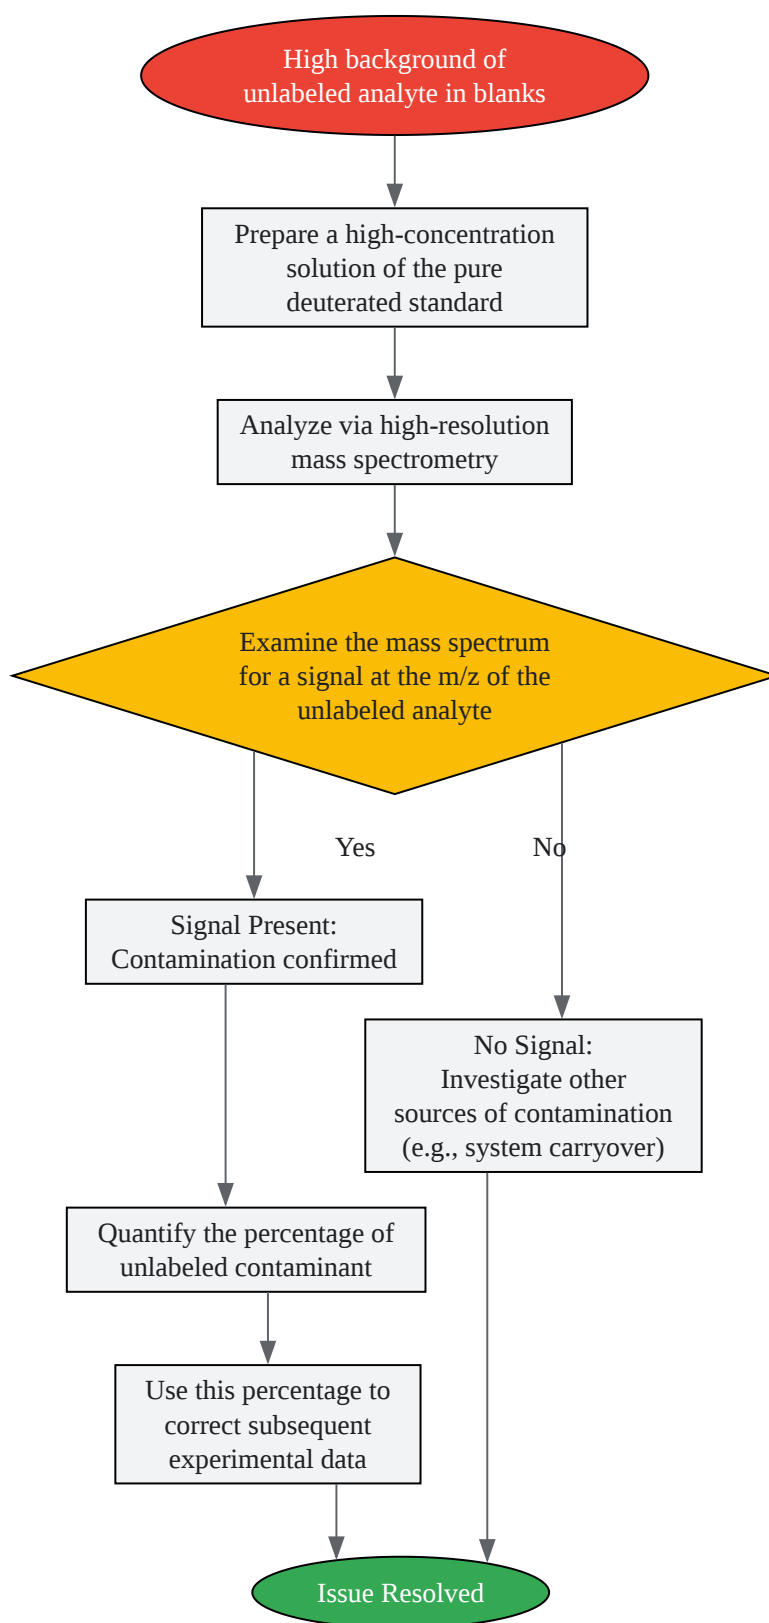 High background of
unlabeled analyte in blanks
Prepare a high-concentration
solution of the pure
deuterated standard
Analyze via high-resolution
mass spectrometry
Examine the mass spectrum
for a signal at the m/z of the
unlabeled analyte
Yes
No
Signal Present:
Contamination confirmed
No Signal:
Investigate other
sources of contamination
(e.g., system carryover)
Quantify the percentage of
unlabeled contaminant
Use this percentage to
correct subsequent
experimental data
Issue Resolved